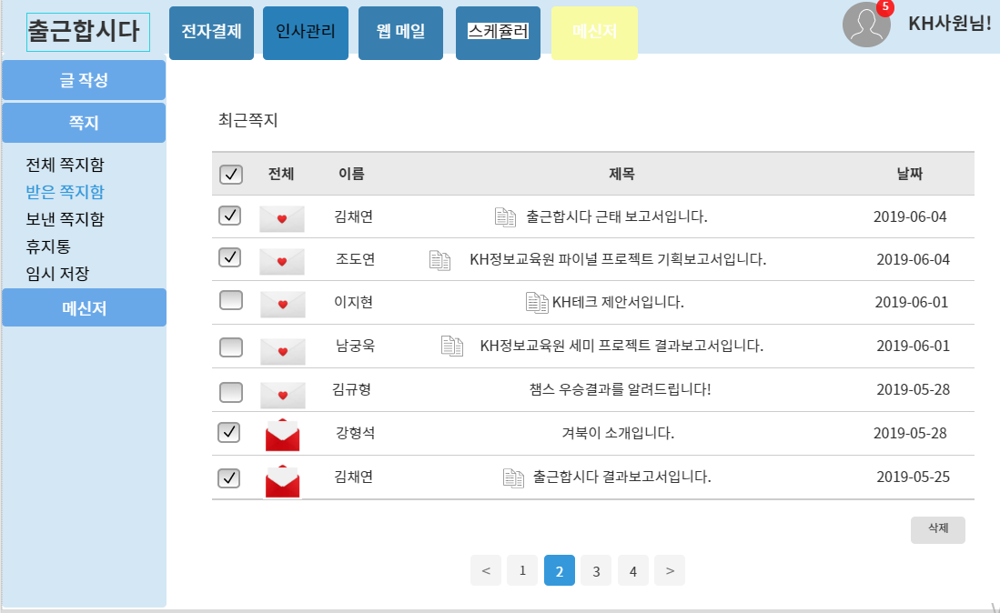 출근합시다 전자결제 인사관리 웹 메일 스케쥴러 메신저 5 KH사원님!
글 작성
쪽지
전체 쪽지함
받은 쪽지함
보낸 쪽지함
휴지통
임시 저장
메신저
최근쪽지
전체 이름 제목 날짜
김채연 출근합시다 근태 보고서입니다. 2019-06-04
조도연 KH정보교육원 파이널 프로젝트 기획보고서입니다. 2019-06-04
이지현 KH테크 제안서입니다. 2019-06-01
남궁욱 KH정보교육원 세미 프로젝트 결과보고서입니다. 2019-06-01
김규형 챔스 우승결과를 알려드립니다! 2019-05-28
강형석 겨북이 소개입니다. 2019-05-28
김채연 출근합시다 결과보고서입니다. 2019-05-25
삭제
< 1 2 3 4 >